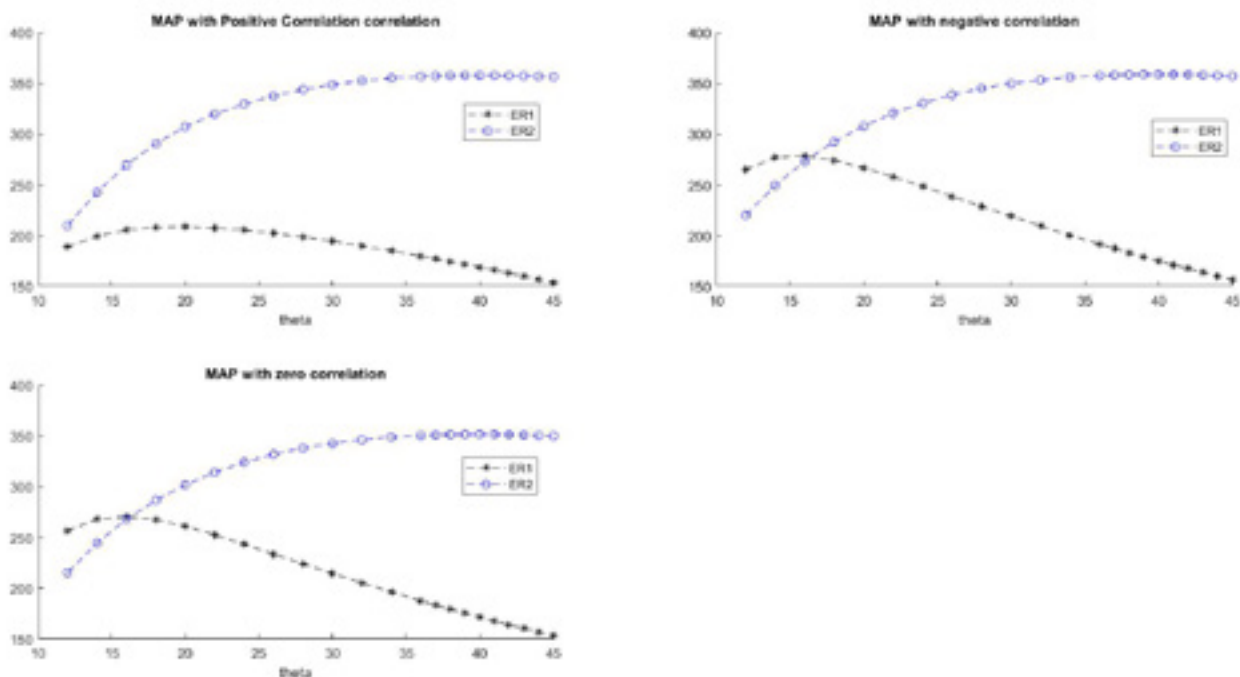 MAP with Positive Correlation correlation
400
350
300
250
200
150
ER1
ER2
10 15 20 25 30 35 40 45
theta
MAP with negative correlation
400
350
300
250
200
150
ER1
ER2
10 15 20 25 30 35 40 45
theta
MAP with zero correlation
400
350
300
250
200
150
ER1
ER2
10 15 20 25 30 35 40 45
theta